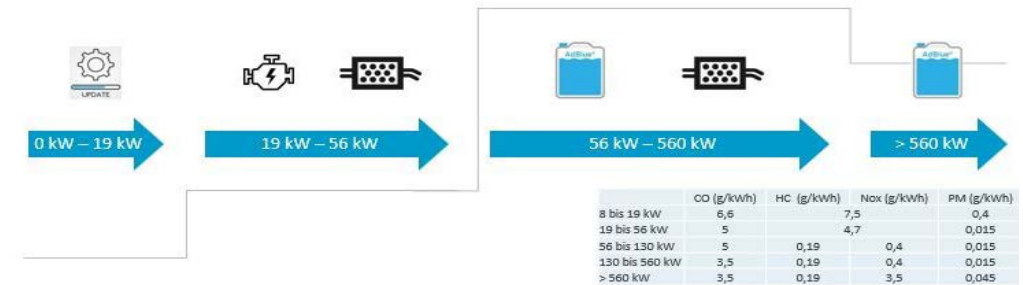 AdBlue®
AdBlue®
UPDATE
0 kW – 19 kW
19 kW – 56 kW
56 kW – 560 kW
> 560 kW
CO (g/kWh) HC (g/kWh) Nox (g/kWh) PM (g/kWh)
8 bis 19 kW 6,6 7,5 0,4
19 bis 56 kW 5 4,7 0,015
56 bis 130 kW 5 0,19 0,4 0,015
130 bis 560 kW 3,5 0,19 0,4 0,015
> 560 kW 3,5 0,19 3,5 0,045